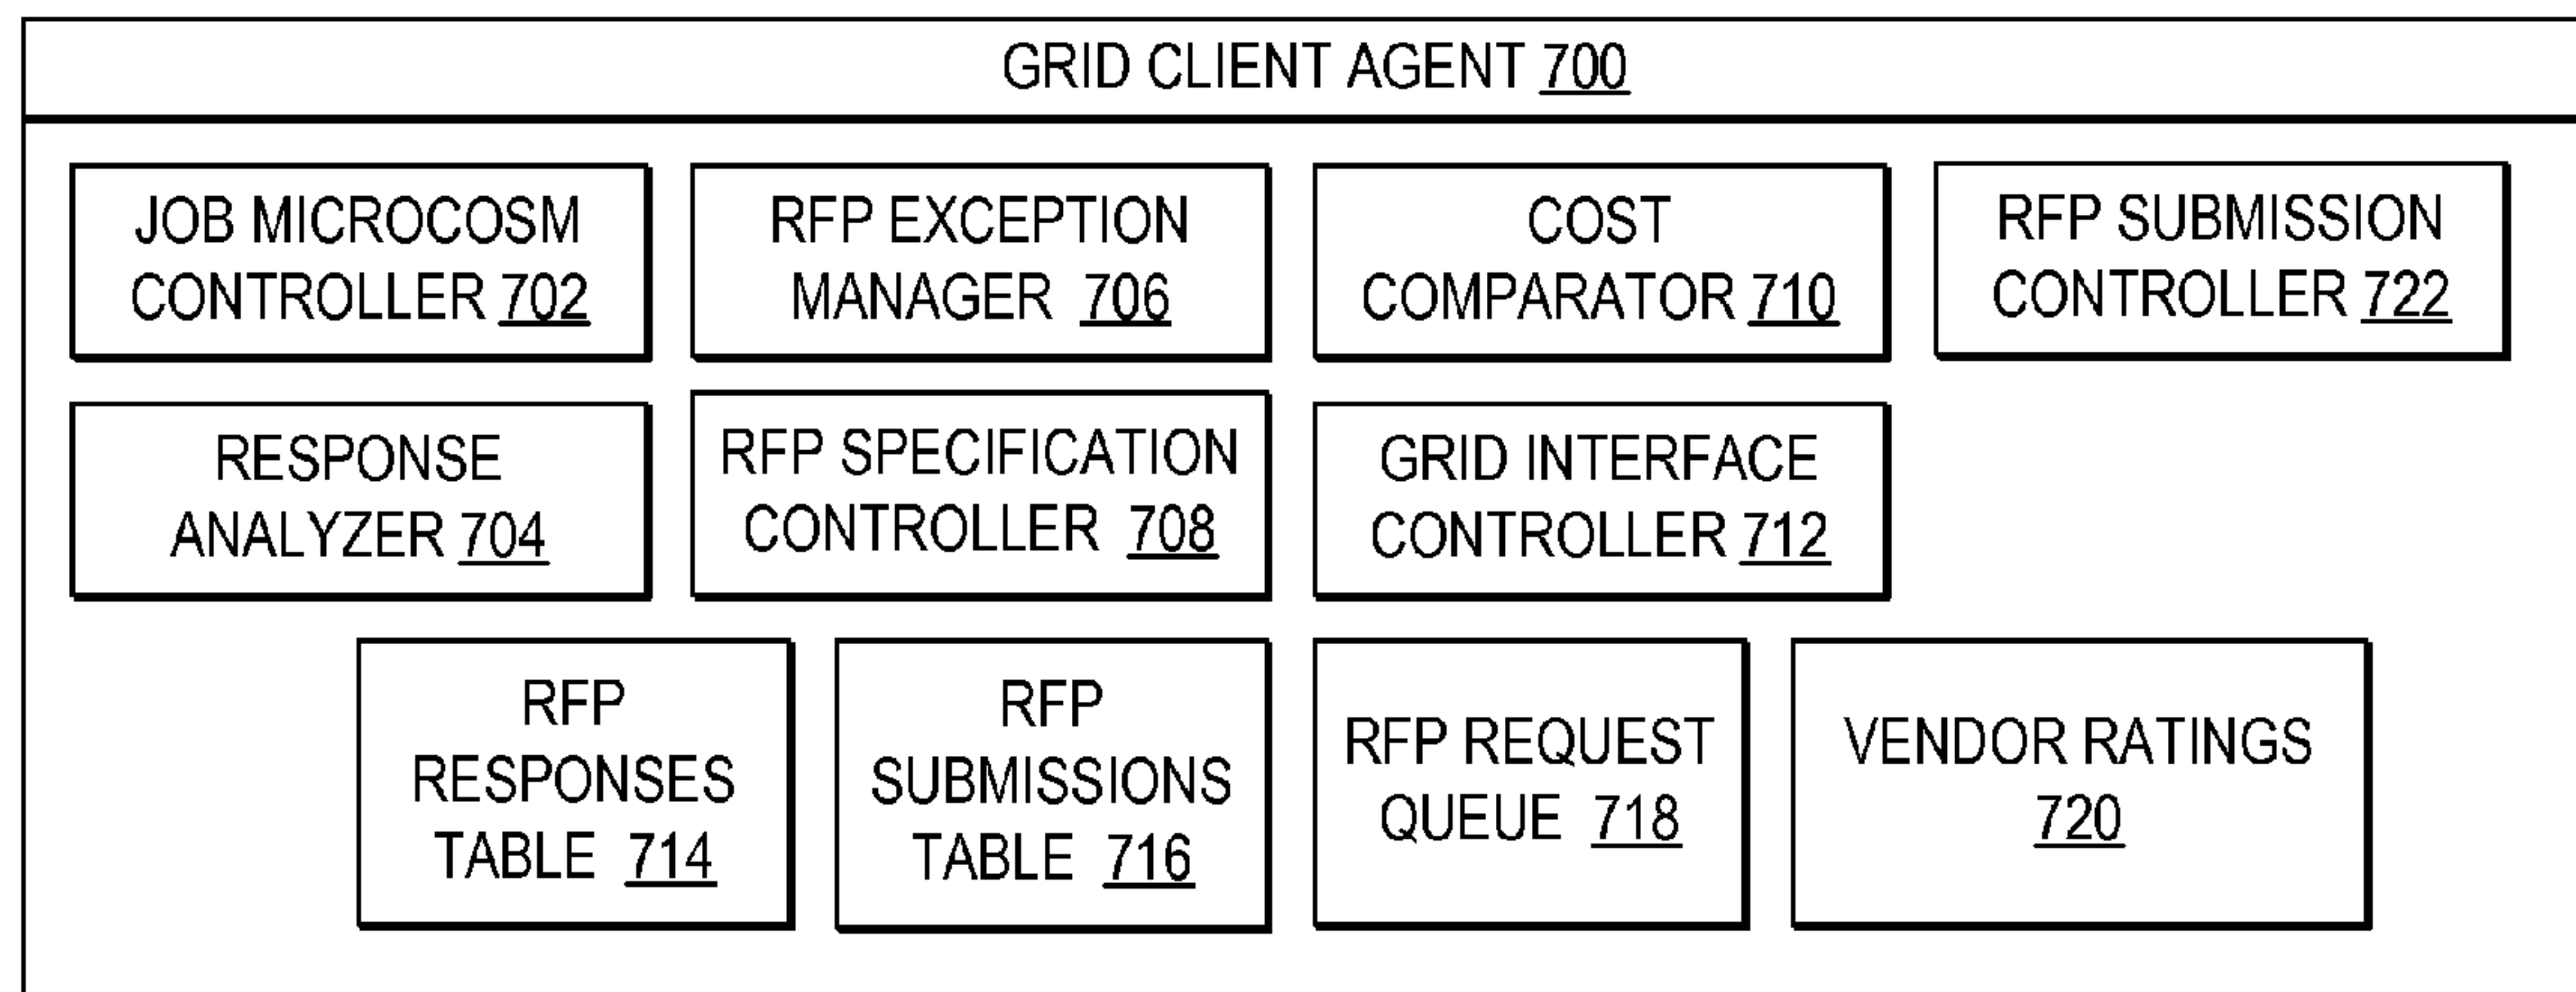 GRID CLIENT AGENT 700
JOB MICROCOSM
CONTROLLER 702
RFP EXCEPTION
MANAGER 706
COST
COMPARATOR 710
RFP SUBMISSION
CONTROLLER 722
RESPONSE
ANALYZER 704
RFP SPECIFICATION
CONTROLLER 708
GRID INTERFACE
CONTROLLER 712
RFP
RESPONSES
TABLE 714
RFP
SUBMISSIONS
TABLE 716
RFP REQUEST
QUEUE 718
VENDOR RATINGS
720